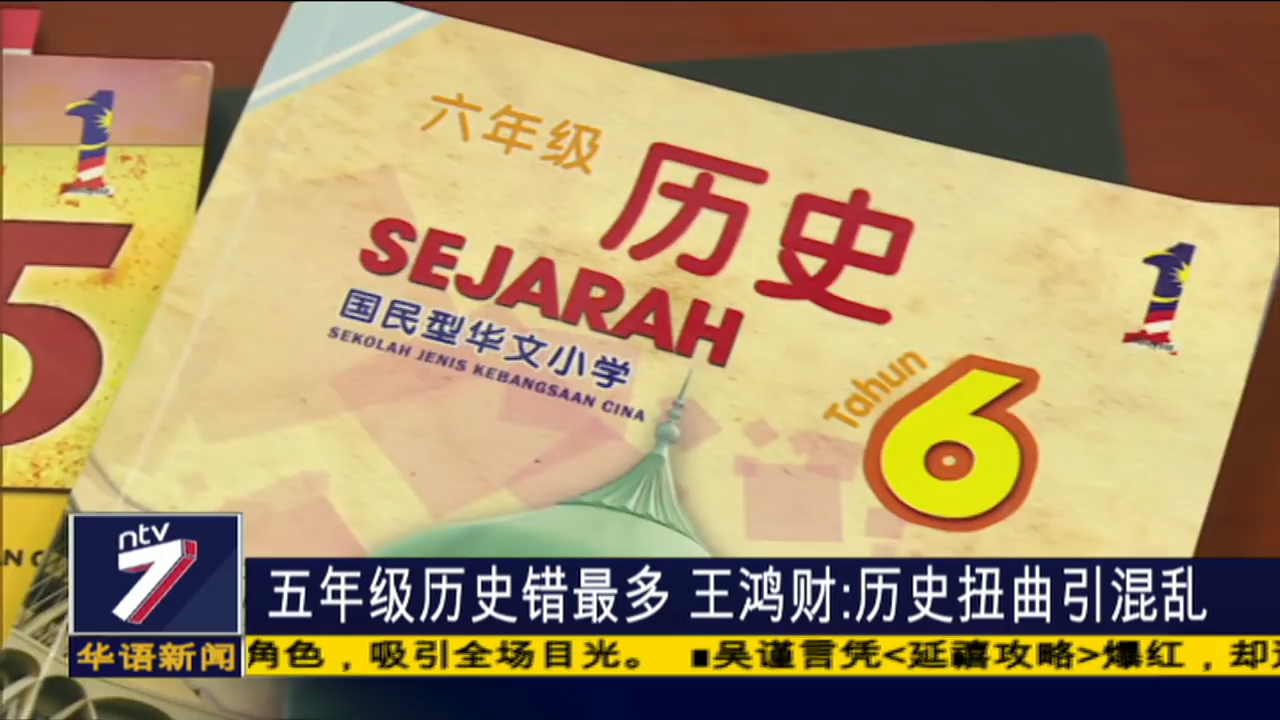 六年级
历史
SEJARAH
国民型华文小学
SEKOLAH JENIS KEBANGSAAN CINA
Tahun
6
1
1
5
ntv
7
五年级历史错最多 王鸿财:历史扭曲引混乱
华语新闻
角色，吸引全场目光。 ■吴谨言凭<延禧攻略>爆红，却